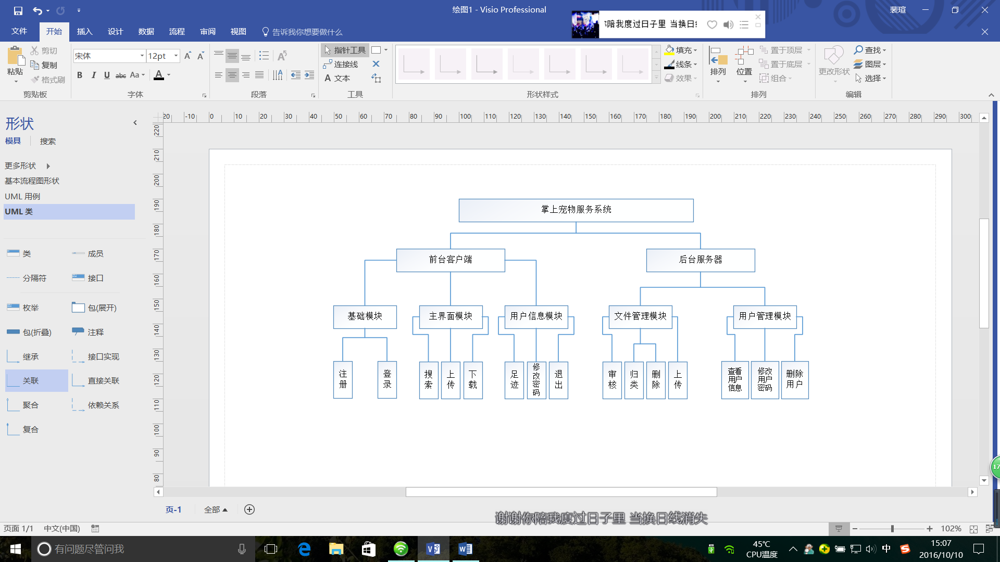 绘图1 - Visio Professional
裴瑄
陪我度过日子里 当换日
文件
开始
插入
设计
数据
流程
审阅
视图
告诉我你想要做什么
粘贴
剪切
复制
格式刷
剪贴板
宋体
12pt
B I U abc Aa A
字体
段落
指针工具
连接线
A 文本
工具
形状样式
填充
线条
效果
排列
位置
置于顶层
置于底层
组合
排列
更改形状
查找
图层
选择
编辑
形状
模具
搜索
更多形状
基本流程图形状
UML 用例
UML 类
类
成员
分隔符
接口
枚举
包(展开)
包(折叠)
注释
继承
接口实现
关联
直接关联
聚合
依赖关系
复合
20 -10 0 10 20 30 40 50 60 70 80 90 100 110 120 130 140 150 160 170 180 190 200 210 220 230 240 250 260 270 280 290 300
220
210
200
190
180
170
160
150
140
130
120
110
100
90
80
掌上宠物服务系统
前台客户端
后台服务器
基础模块
主界面模块
用户信息模块
文件管理模块
用户管理模块
注册
登录
搜索
上传
下载
足迹
修改密码
退出
审核
归类
删除
上传
查看
用户
信息
修改
用户
密码
删除
用户
17
页-1
全部
谢谢你陪我度过日子里 当换日线消失
页面 1/1
中文(中国)
102%
有问题尽管问我
45℃
CPU温度
中
15:07
2016/10/10